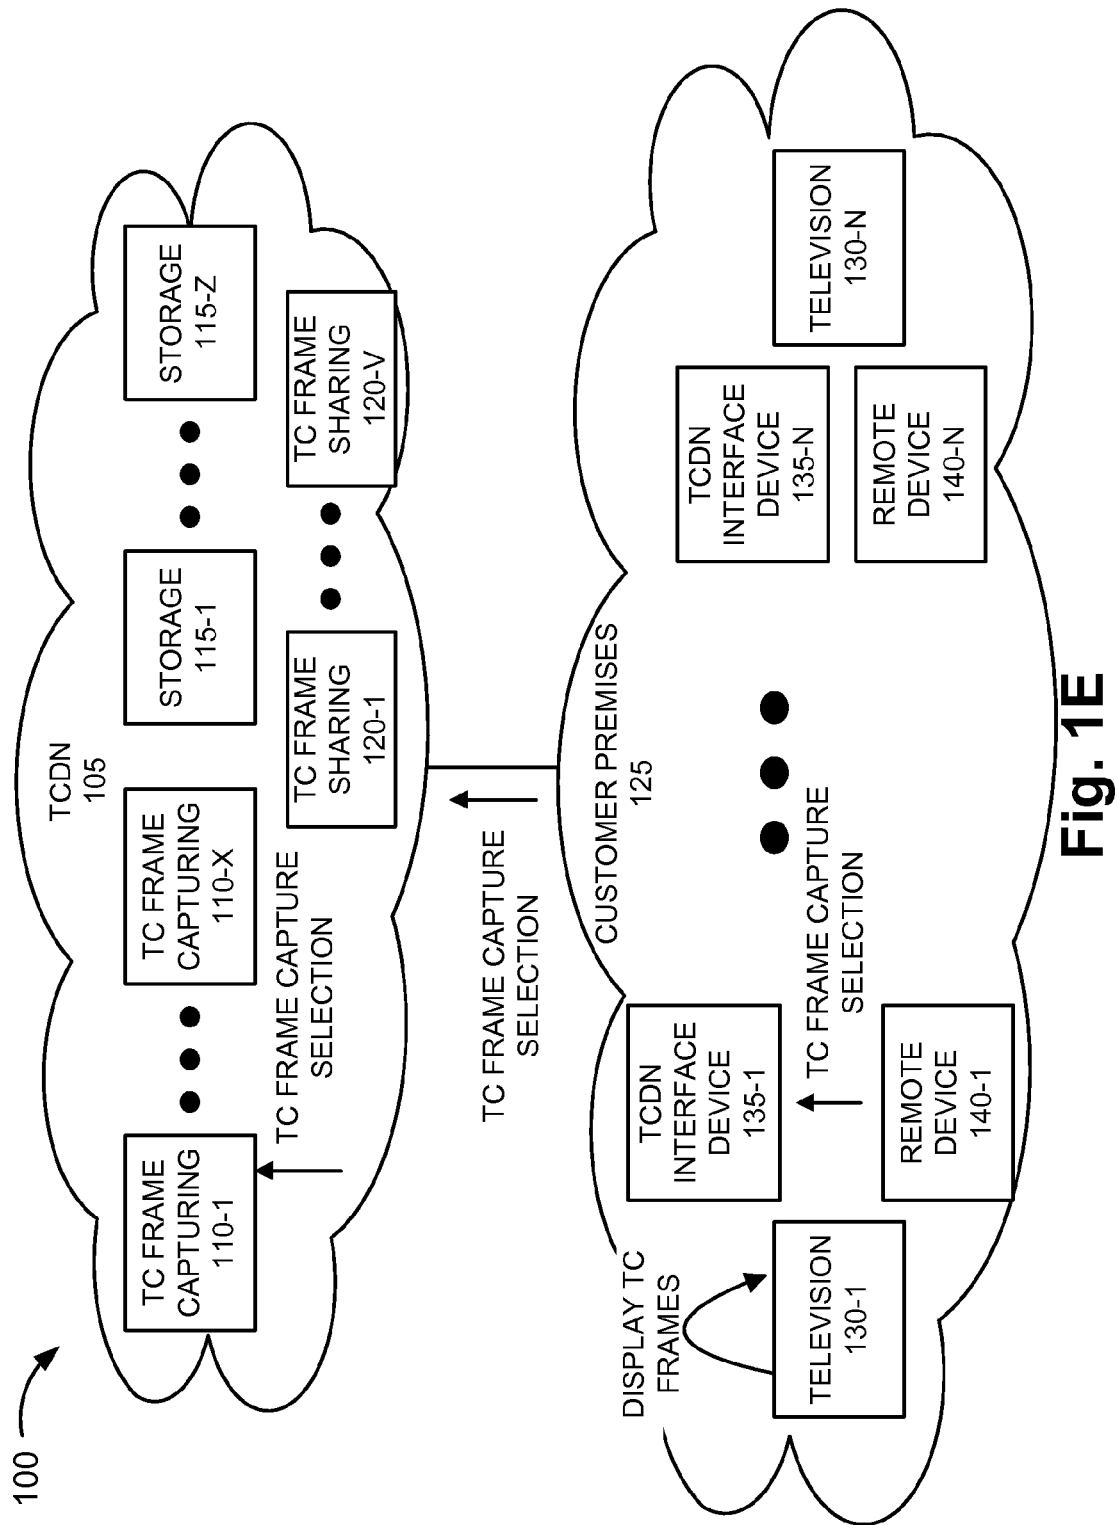 100
TCDN
105
TC FRAME
CAPTURING
110-1
TC FRAME
CAPTURING
110-X
STORAGE
115-1
STORAGE
115-Z
TC FRAME CAPTURE
SELECTION
TC FRAME
SHARING
120-1
TC FRAME
SHARING
120-V
TC FRAME CAPTURE
SELECTION
CUSTOMER PREMISES
125
DISPLAY TC
FRAMES
TELEVISION
130-1
TCDN
INTERFACE
DEVICE
135-1
TC FRAME CAPTURE
SELECTION
REMOTE
DEVICE
140-1
TCDN
INTERFACE
DEVICE
135-N
REMOTE
DEVICE
140-N
TELEVISION
130-N
Fig. 1E